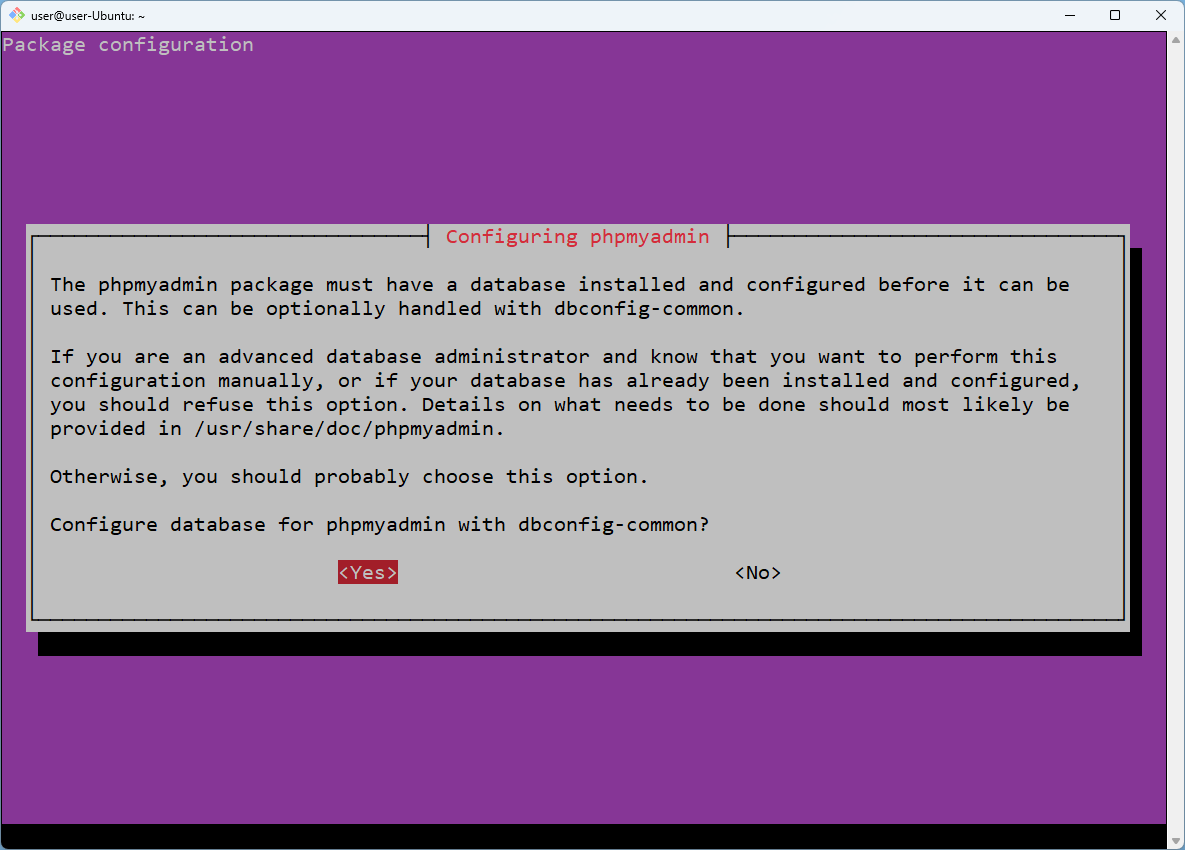 user@user-Ubuntu: ~
Package configuration
Configuring phpmyadmin
The phpmyadmin package must have a database installed and configured before it can be
used. This can be optionally handled with dbconfig-common.
If you are an advanced database administrator and know that you want to perform this
configuration manually, or if your database has already been installed and configured,
you should refuse this option. Details on what needs to be done should most likely be
provided in /usr/share/doc/phpmyadmin.
Otherwise, you should probably choose this option.
Configure database for phpmyadmin with dbconfig-common?
<Yes> <No>